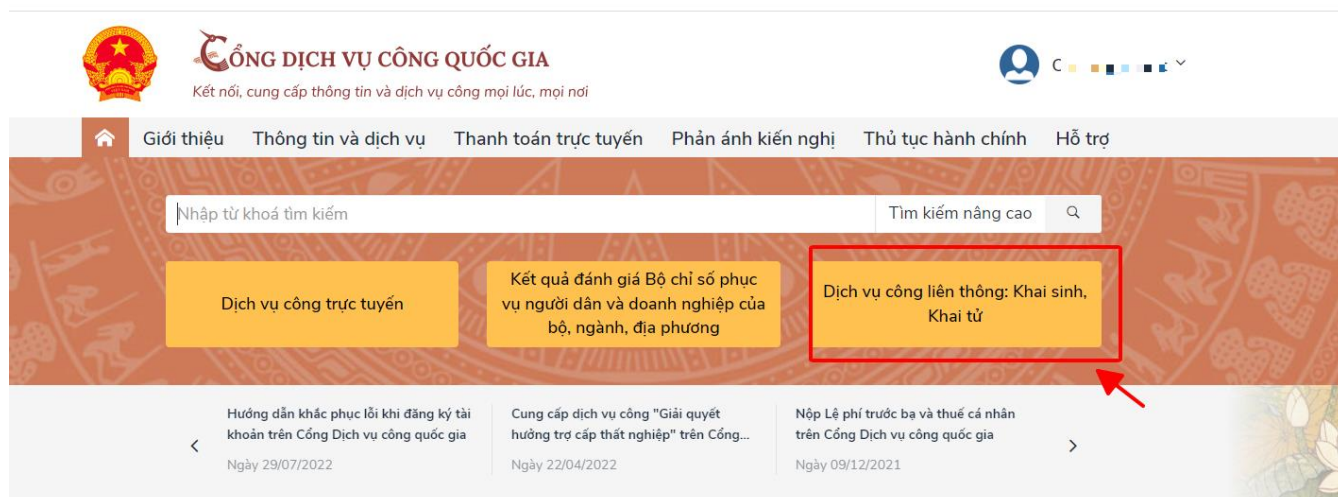 CỔNG DỊCH VỤ CÔNG QUỐC GIA
Kết nối, cung cấp thông tin và dịch vụ công mọi lúc, mọi nơi
C
Giới thiệu Thông tin và dịch vụ Thanh toán trực tuyến Phản ánh kiến nghị Thủ tục hành chính Hỗ trợ
Nhập từ khoá tìm kiếm Tìm kiếm nâng cao
Dịch vụ công trực tuyến
Kết quả đánh giá Bộ chỉ số phục
vụ người dân và doanh nghiệp của
bộ, ngành, địa phương
Dịch vụ công liên thông: Khai sinh,
Khai tử
Hướng dẫn khắc phục lỗi khi đăng ký tài
khoản trên Cổng Dịch vụ công quốc gia
Ngày 29/07/2022
Cung cấp dịch vụ công "Giải quyết
hưởng trợ cấp thất nghiệp" trên Cổng...
Ngày 22/04/2022
Nộp Lệ phí trước bạ và thuế cá nhân
trên Cổng Dịch vụ công quốc gia
Ngày 09/12/2021